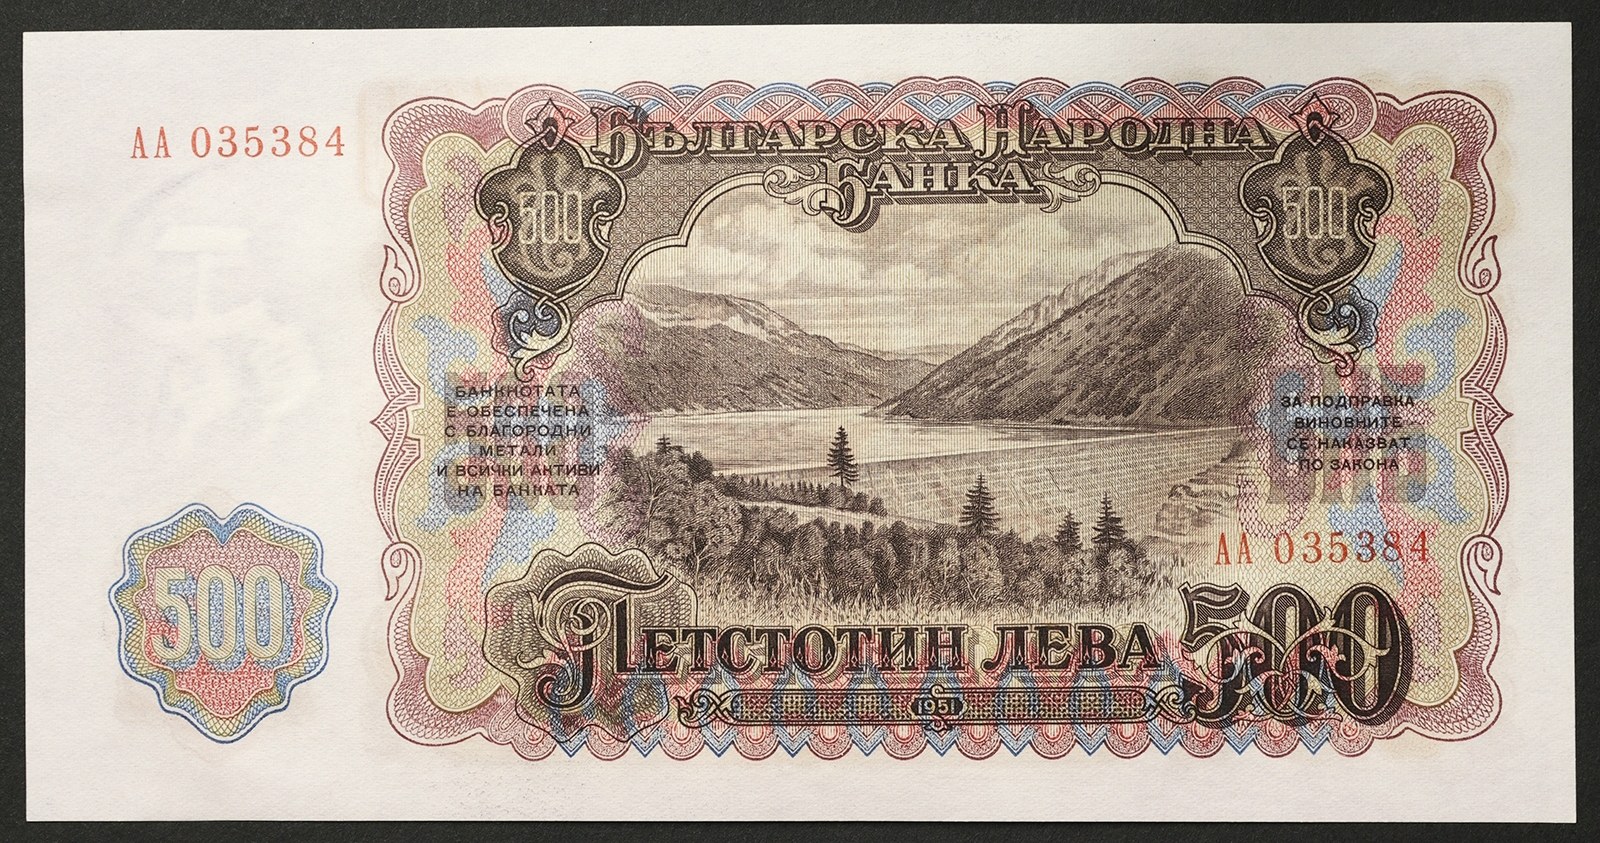 АА 035384
БЪЛГАРСКА НАРОДНА
БАНКА
500
500
БАНКНОТАТА
Е ОБЕСПЕЧЕНА
С БЛАГОРОДНИ
МЕТАЛИ
И ВСИЧКИ АКТИВИ
НА БАНКАТА
ЗА ПОДПРАВКА
ВИНОВНИТЕ
СЕ НАКАЗВАТ
ПО ЗАКОНА
АА 035384
500
ПЕТСТОТИН ЛЕВА 500
1951